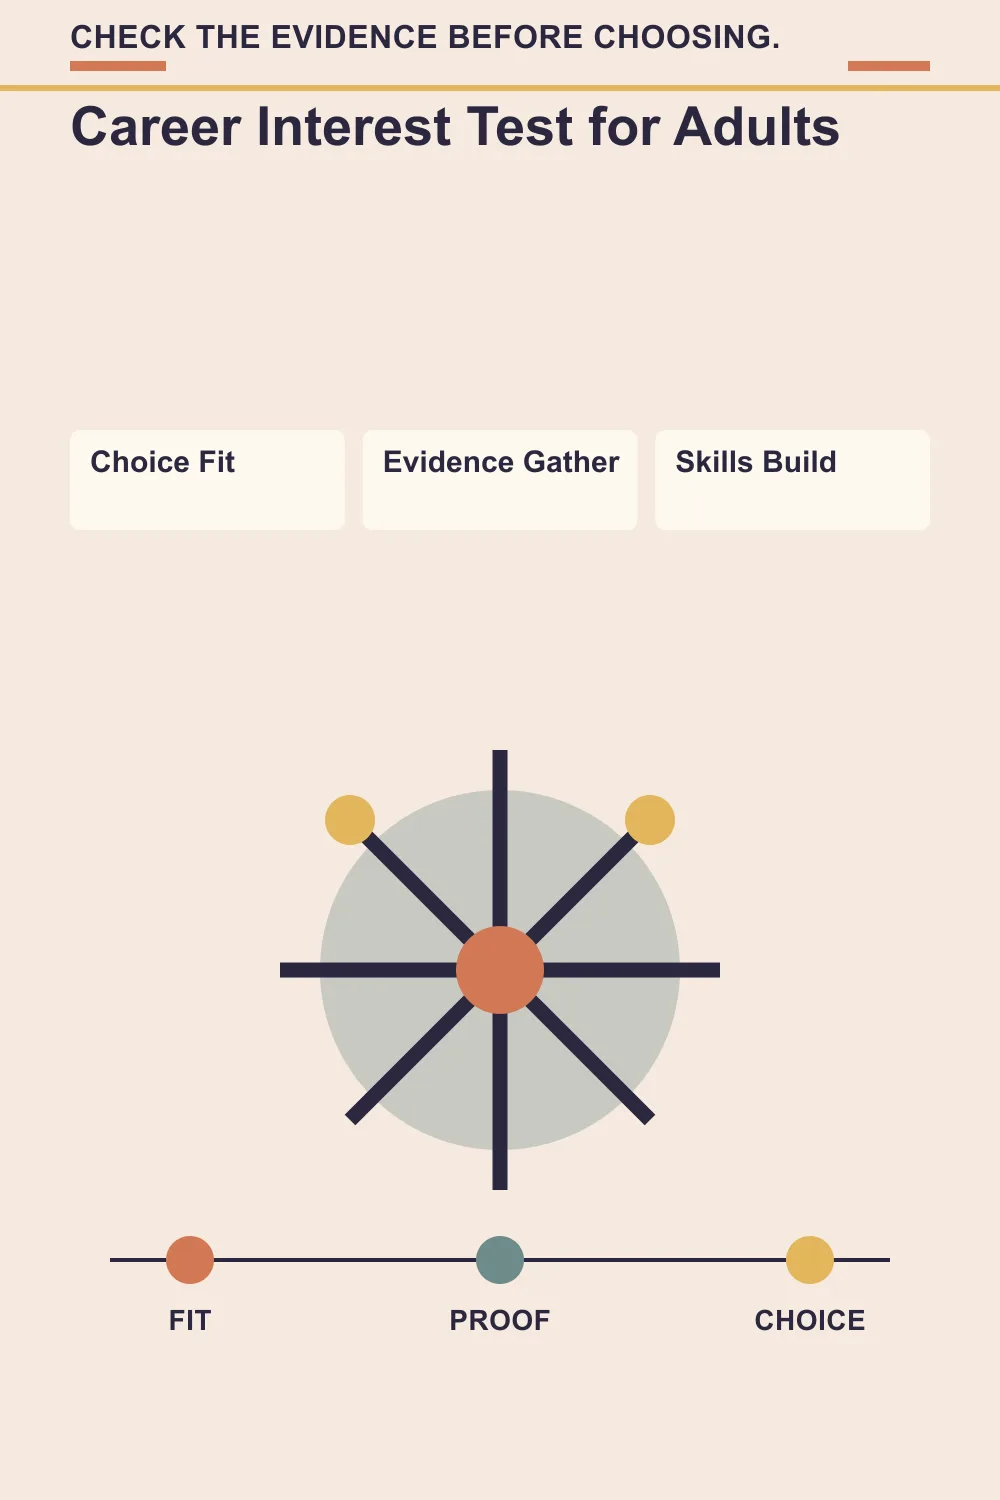 CHECK THE EVIDENCE BEFORE CHOOSING.
Career Interest Test for Adults
Choice Fit
Evidence Gather
Skills Build
FIT
PROOF
CHOICE